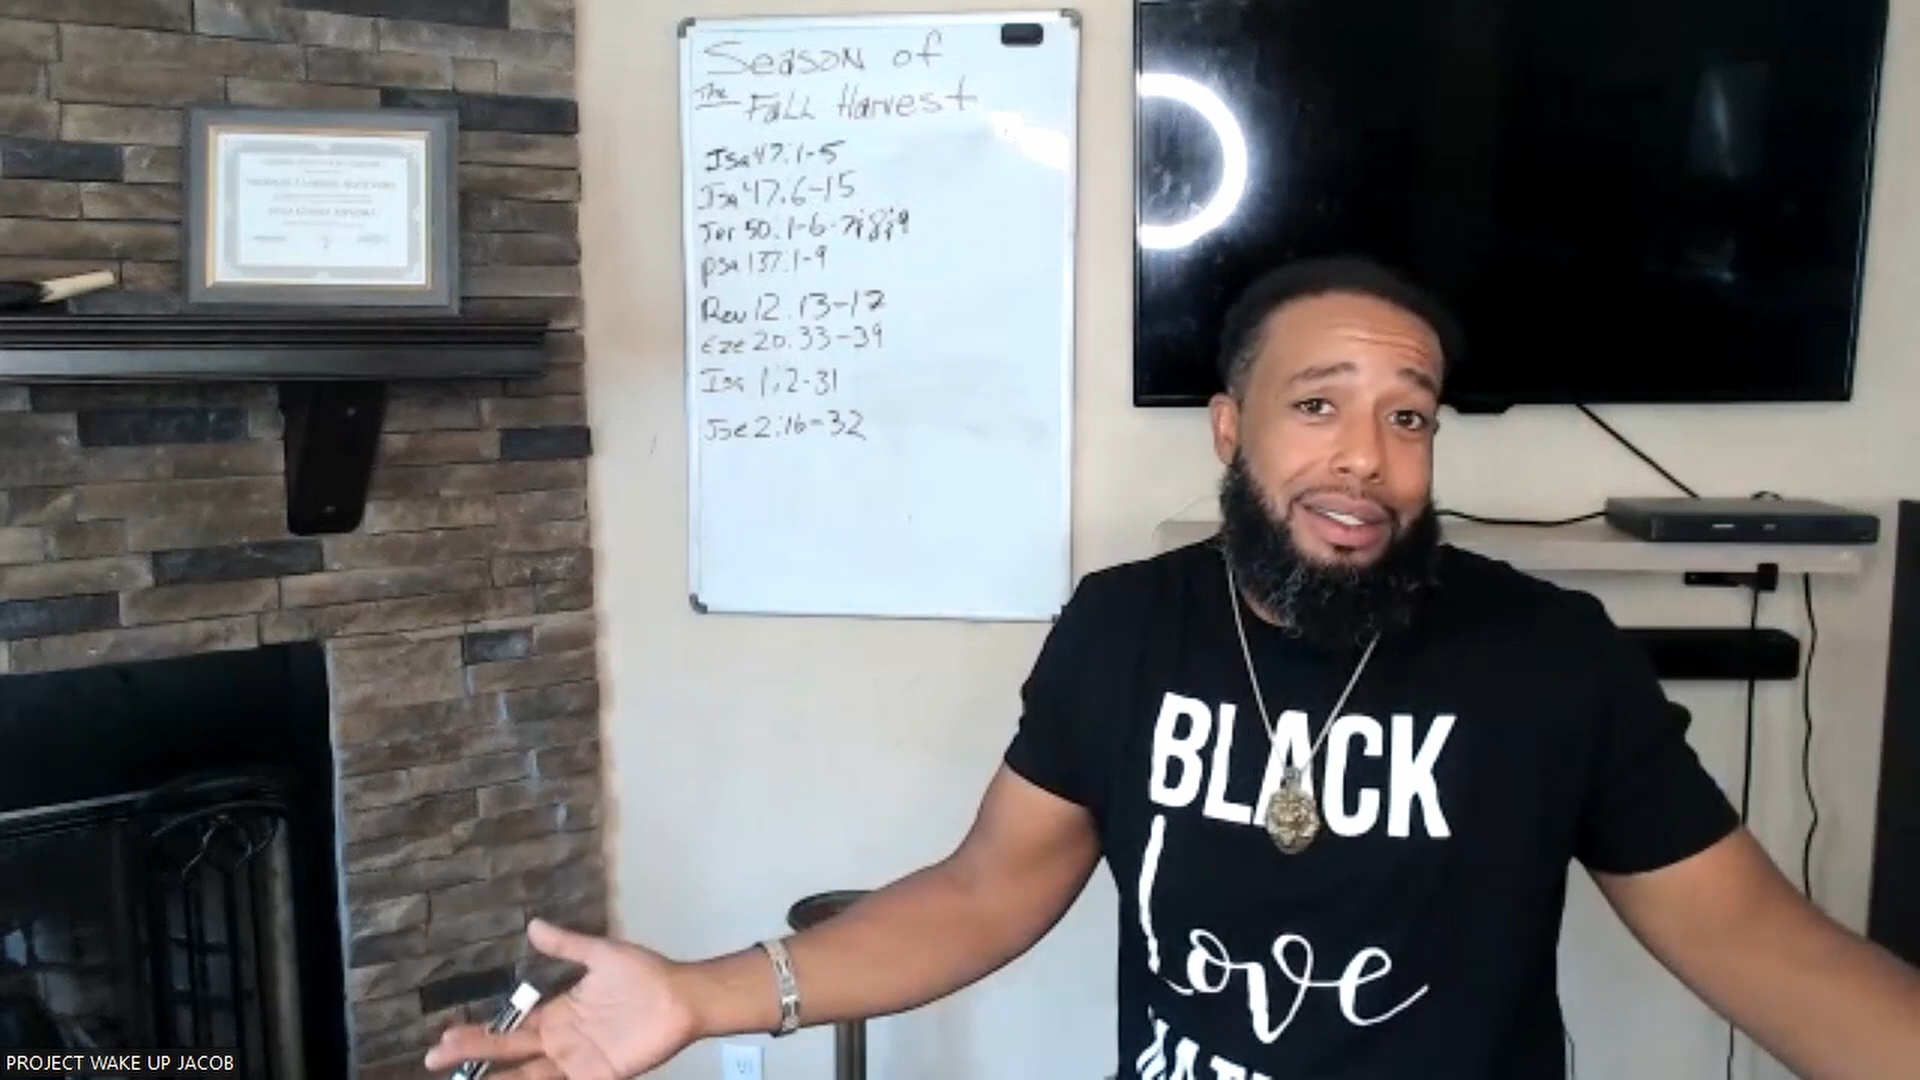 Season of
The Fall Harvest
Isa 47:1-5
Isa 47:6-15
Jer 50:1-6-7;8;9
psa 137:1-9
Rev 12:13-17
Eze 20:33-39
Isa 1:2-31
Joe 2:16-32
BLACK
Love
PROJECT WAKE UP JACOB